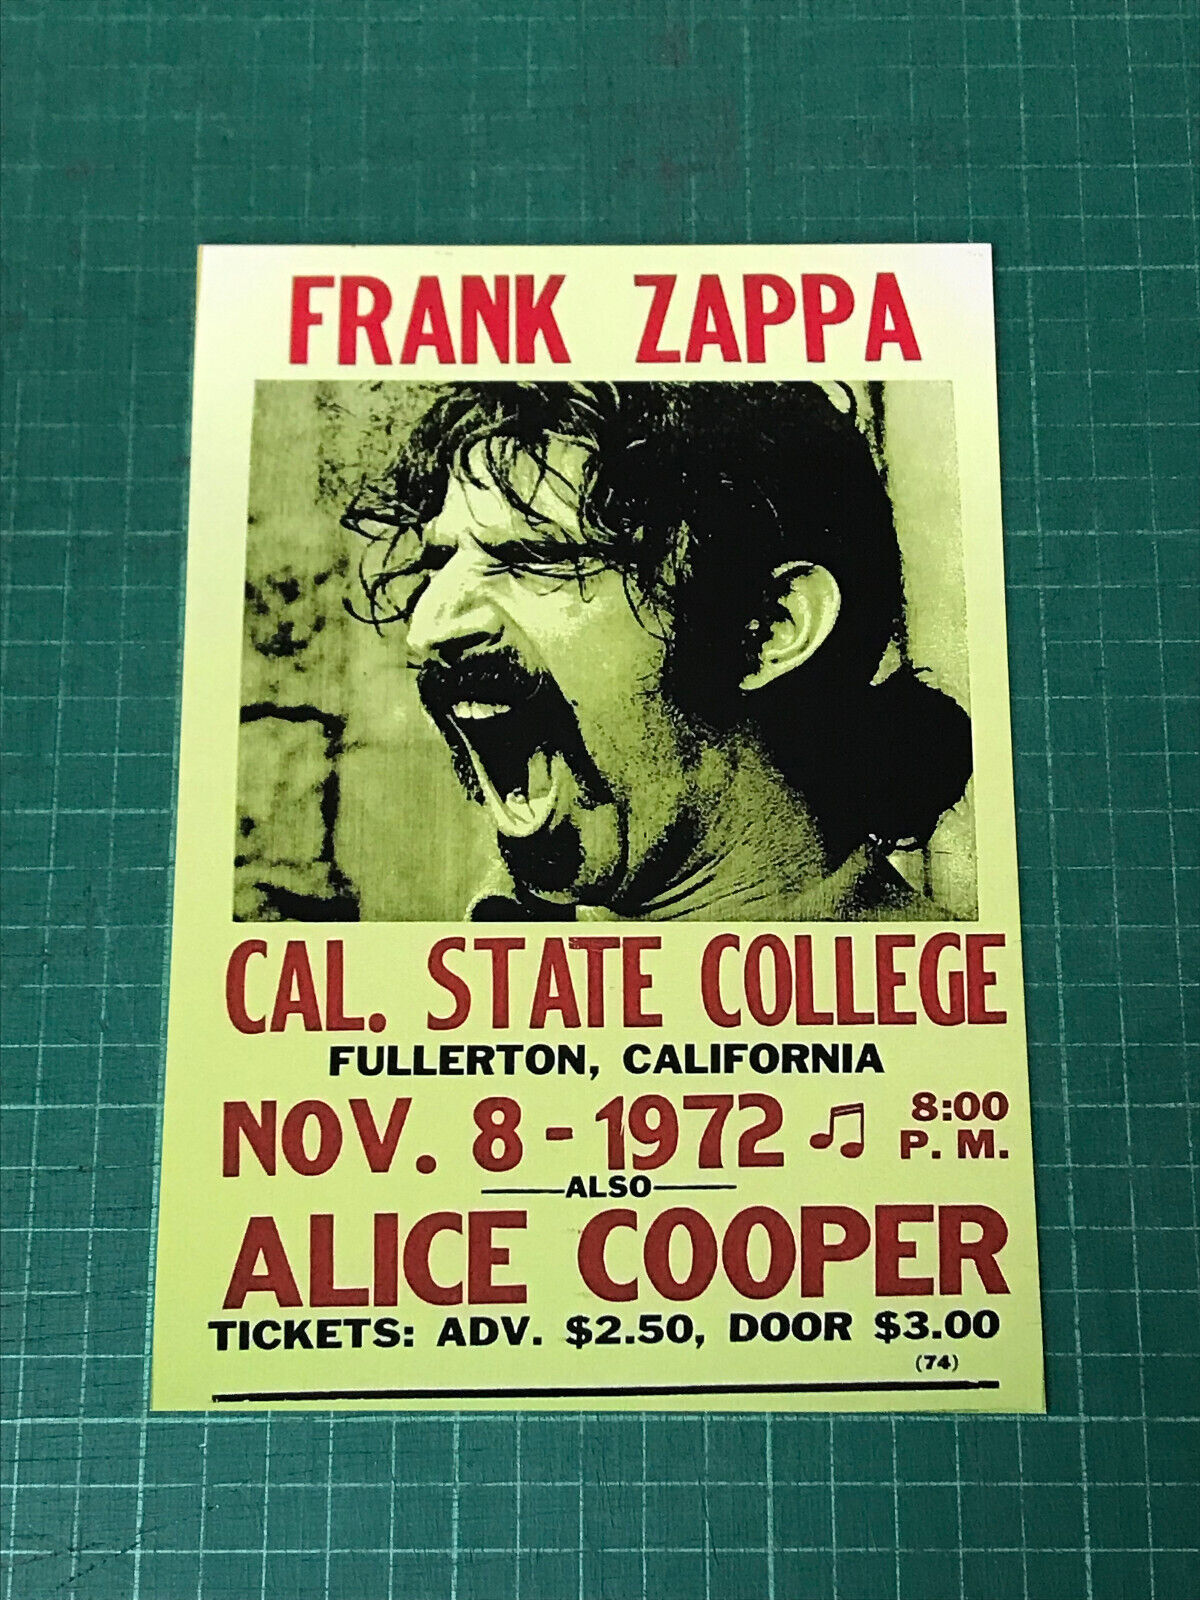 FRANK ZAPPA
CAL. STATE COLLEGE
FULLERTON, CALIFORNIA
NOV. 8 - 1972 ♫ 8:00 P. M.
ALSO
ALICE COOPER
TICKETS: ADV. $2.50, DOOR $3.00
(74)